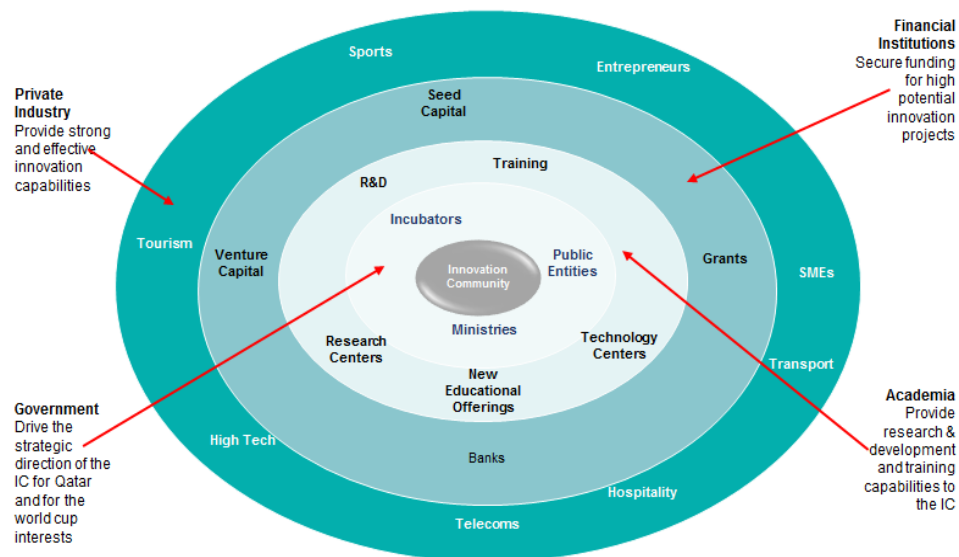 Sports
Entrepreneurs
Financial
Institutions
Secure funding
for high
potential
innovation
projects
Private
Industry
Provide strong
and effective
innovation
capabilities
Seed
Capital
Training
R&D
Incubators
Tourism
Venture
Capital
Innovation
Community
Public
Entities
Grants
SMEs
Ministries
Research
Centers
Technology
Centers
New
Educational
Offerings
Transport
Government
Drive the
strategic
direction of the
IC for Qatar
and for the
world cup
interests
High Tech
Banks
Hospitality
Telecoms
Academia
Provide
research &
development
and training
capabilities to
the IC